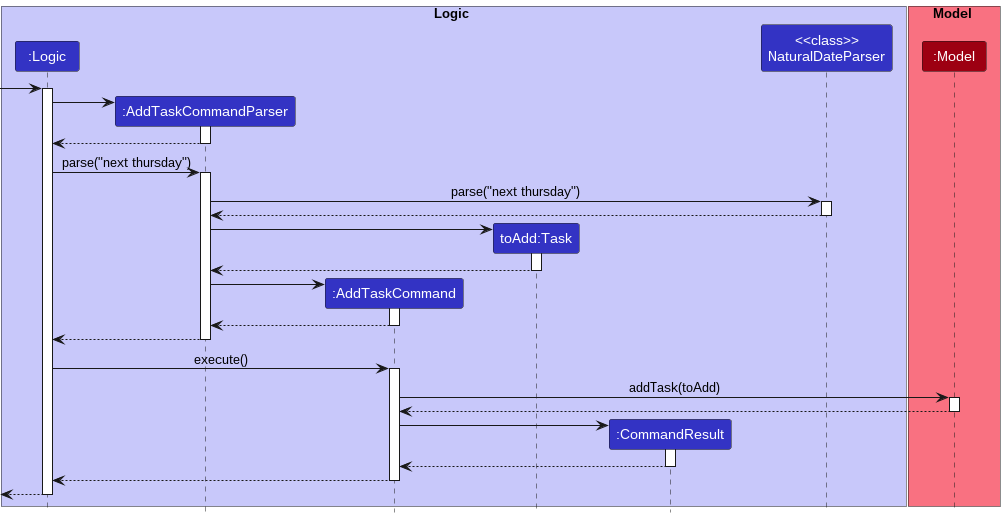 Logic
Model
:Logic
<<class>>
NaturalDateParser
:Model
:AddTaskCommandParser
parse("next thursday")
parse("next thursday")
toAdd:Task
:AddTaskCommand
execute()
addTask(toAdd)
:CommandResult